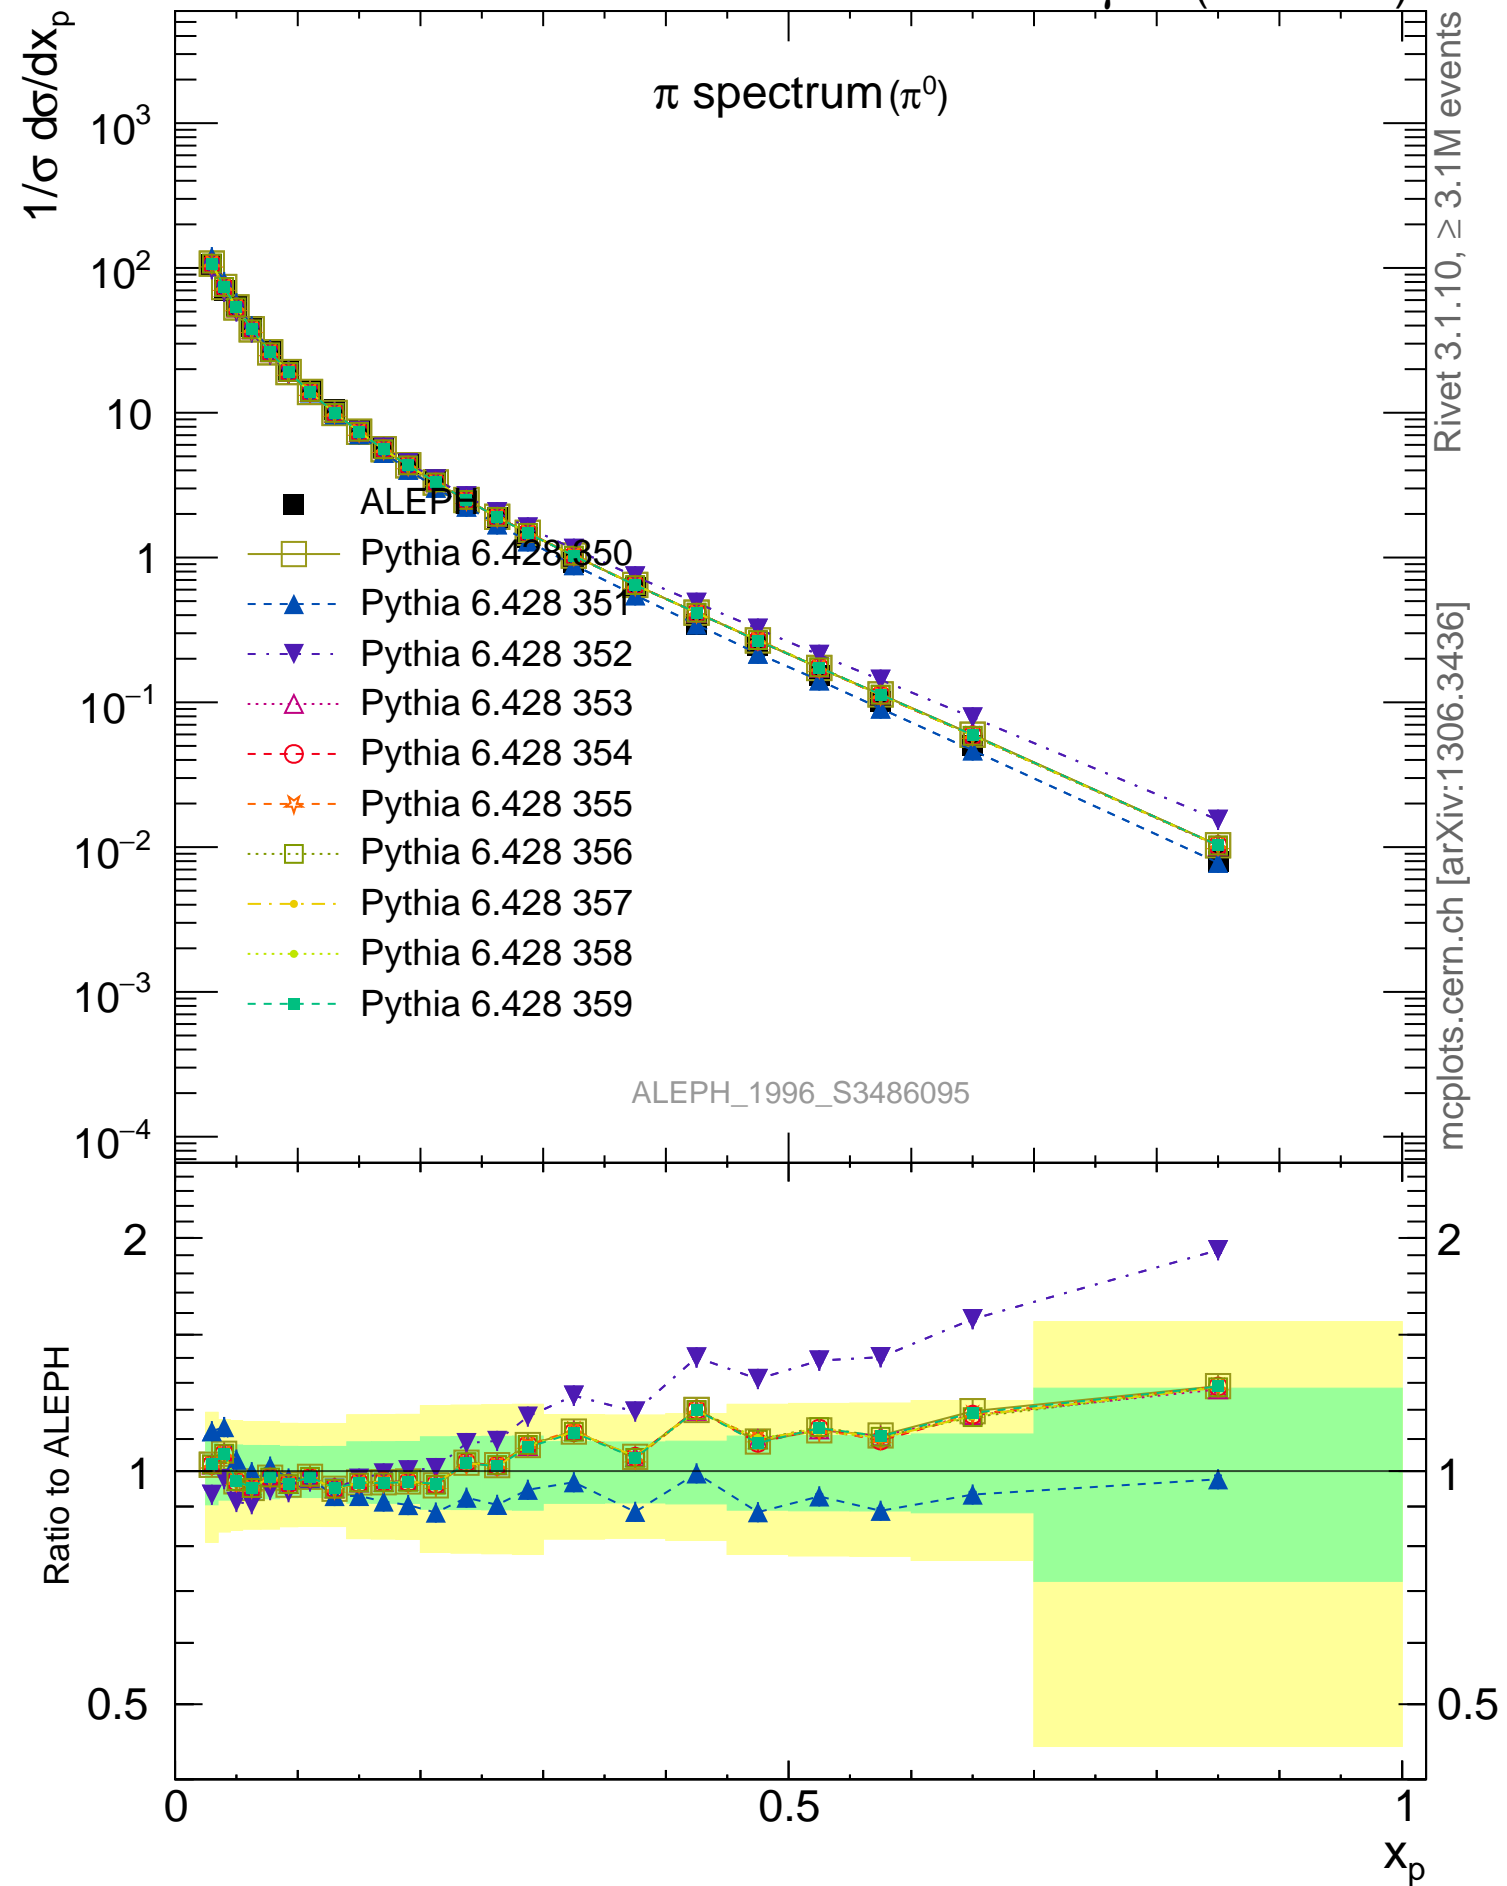 π spectrum (π⁰)
1/σ dσ/dxₚ
10³
10²
10
1
10⁻¹
10⁻²
10⁻³
10⁻⁴
ALEPH
Pythia 6.428 350
Pythia 6.428 351
Pythia 6.428 352
Pythia 6.428 353
Pythia 6.428 354
Pythia 6.428 355
Pythia 6.428 356
Pythia 6.428 357
Pythia 6.428 358
Pythia 6.428 359
ALEPH_1996_S3486095
Rivet 3.1.10, ≥ 3.1M events
mcplots.cern.ch [arXiv:1306.3436]
Ratio to ALEPH
2
1
0.5
2
1
0.5
0
0.5
1
xₚ